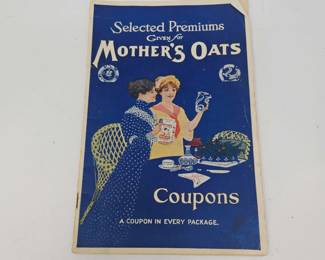 Selected Premiums
GIVEN for
MOTHER'S OATS
Coupons
A COUPON IN EVERY PACKAGE.